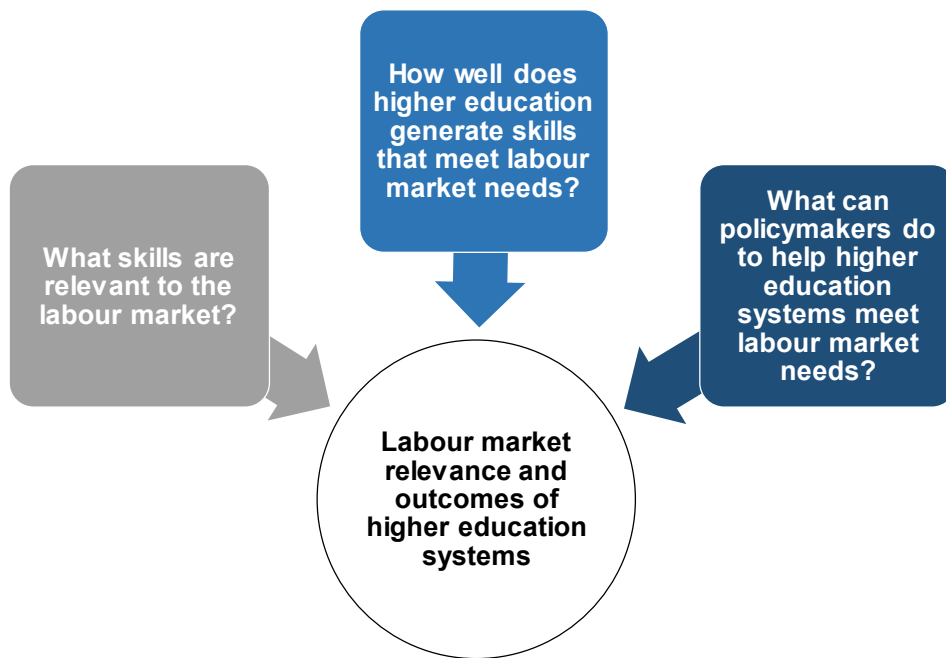 What skills are
relevant to the
labour market?
How well does
higher education
generate skills
that meet labour
market needs?
What can
policymakers do
to help higher
education
systems meet
labour market
needs?
Labour market
relevance and
outcomes of
higher education
systems